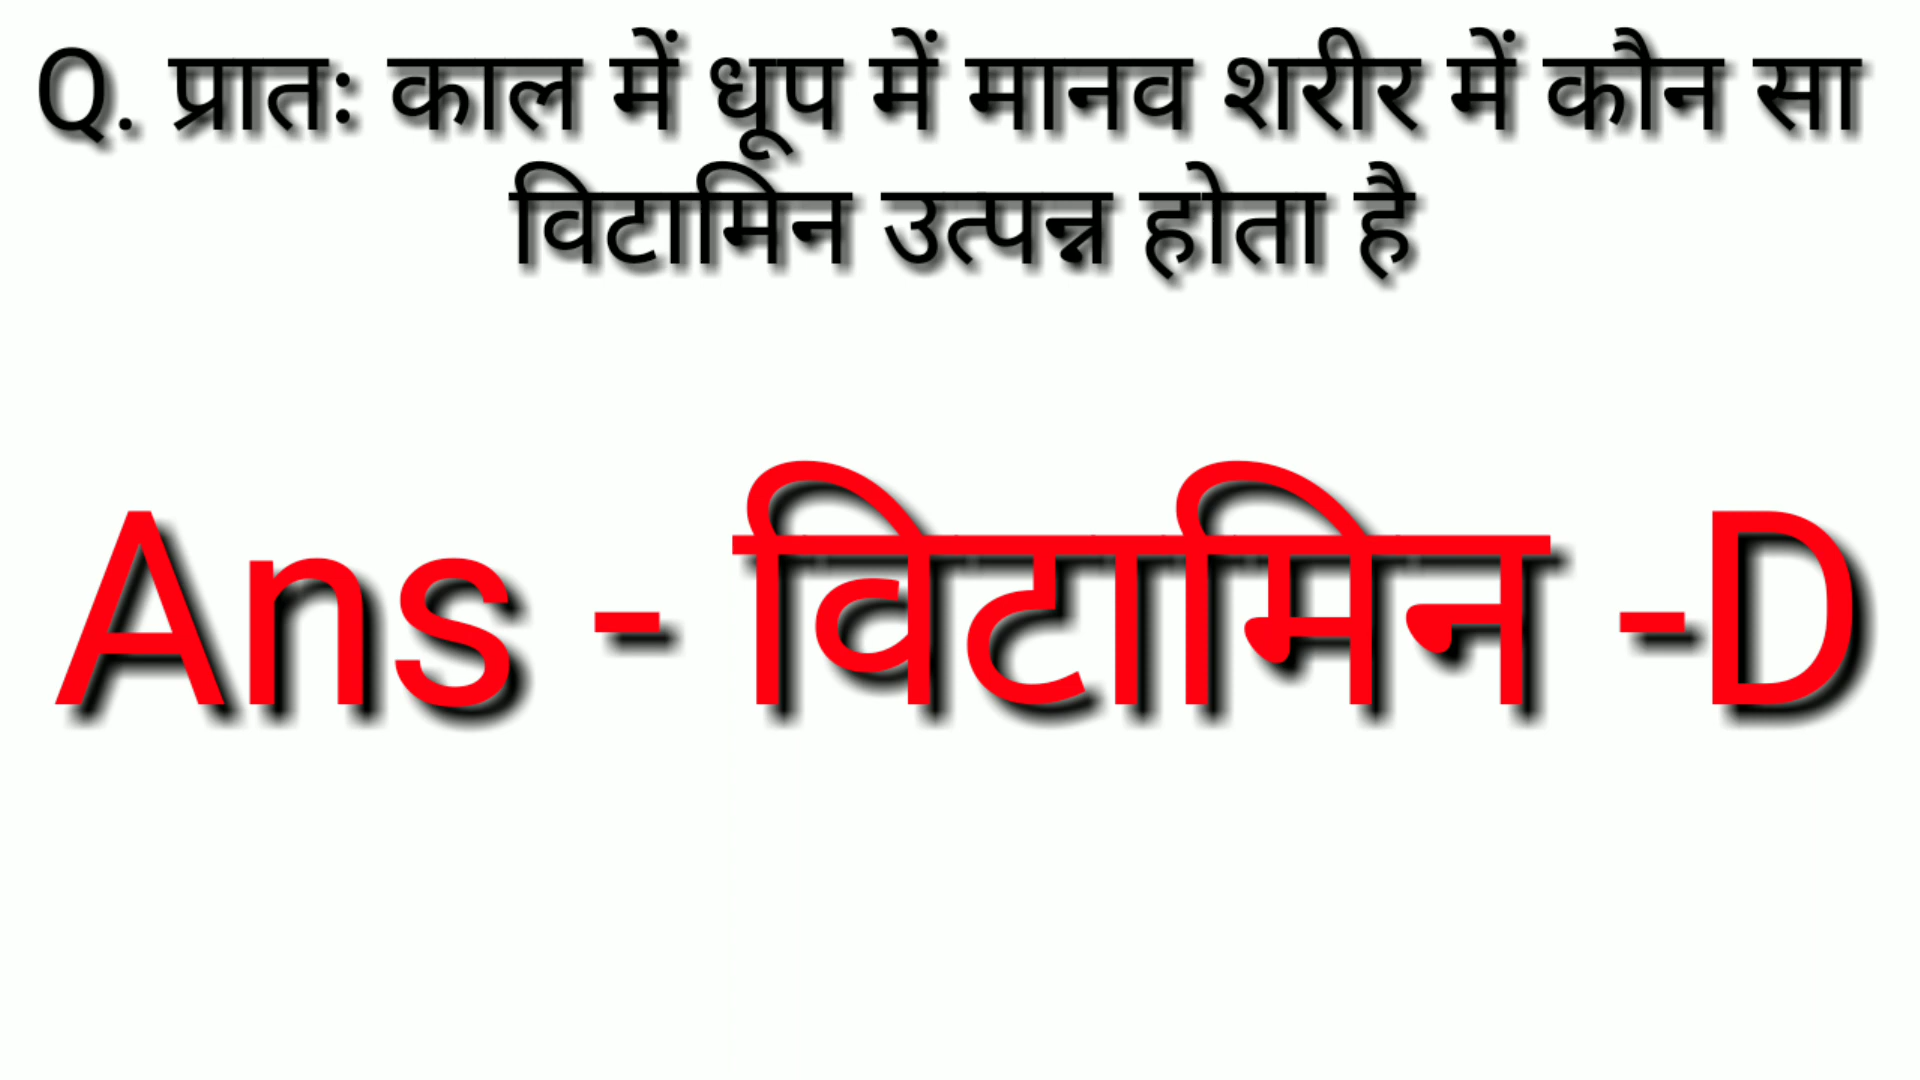 Q. प्रातः काल में धूप में मानव शरीर में कौन सा
विटामिन उत्पन्न होता है
Ans - विटामिन -D